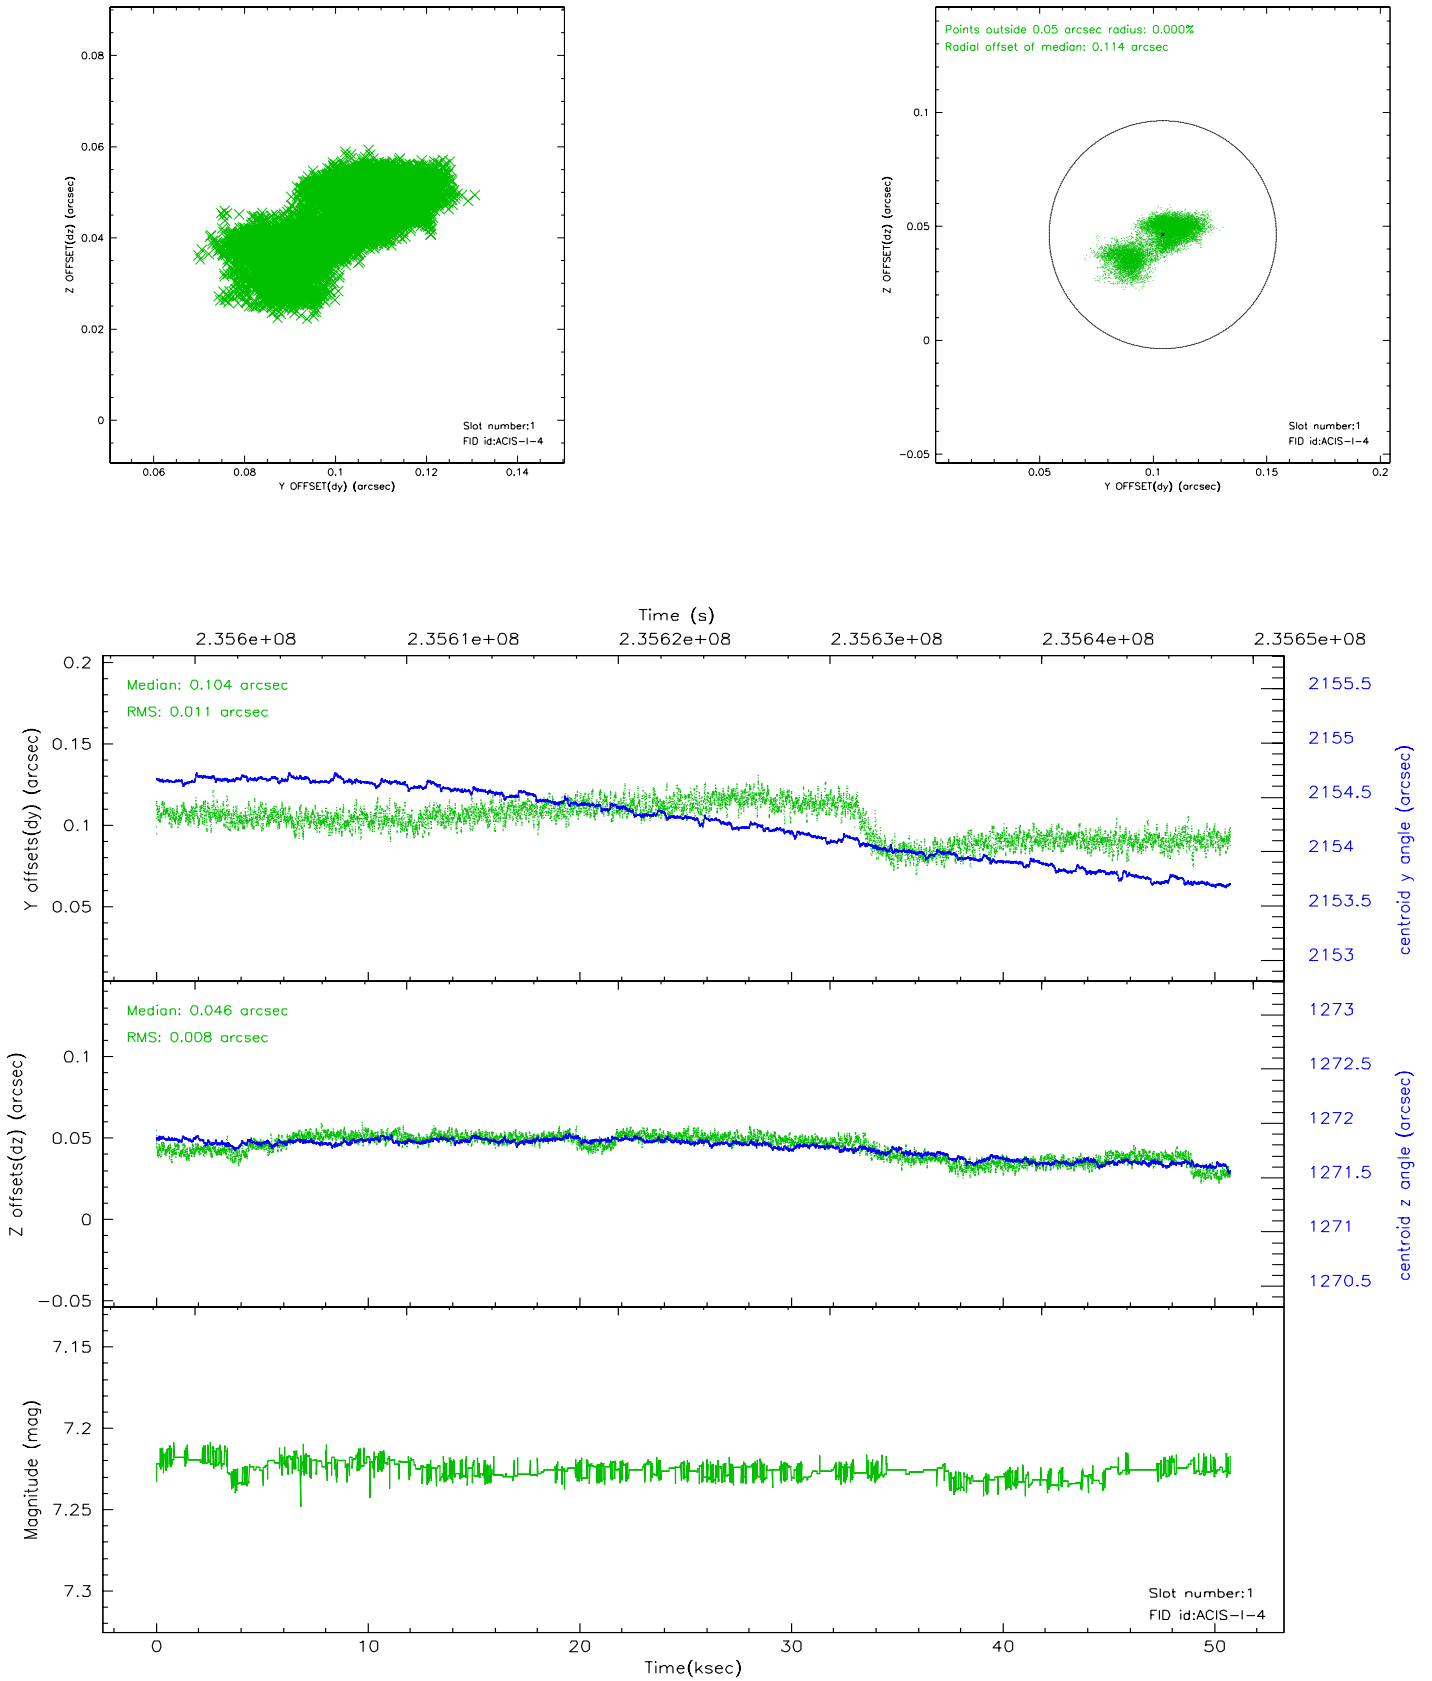 0.08
0.06
0.04
0.02
0
Z OFFSET(dz) (arcsec)
Slot number:1
FID id:ACIS-I-4
0.06 0.08 0.1 0.12 0.14
Y OFFSET(dy) (arcsec)
Points outside 0.05 arcsec radius: 0.000%
Radial offset of median: 0.114 arcsec
0.1
0.05
0
-0.05
Z OFFSET(dz) (arcsec)
Slot number:1
FID id:ACIS-I-4
0.05 0.1 0.15 0.2
Y OFFSET(dy) (arcsec)
Time (s)
2.356e+08 2.3561e+08 2.3562e+08 2.3563e+08 2.3564e+08 2.3565e+08
Median: 0.104 arcsec
RMS: 0.011 arcsec
0.2
0.15
0.1
0.05
Y offsets(dy) (arcsec)
2155.5
2155
2154.5
2154
2153.5
2153
centroid y angle (arcsec)
Median: 0.046 arcsec
RMS: 0.008 arcsec
0.1
0.05
0
-0.05
Z offsets(dz) (arcsec)
1273
1272.5
1272
1271.5
1271
1270.5
centroid z angle (arcsec)
7.15
7.2
7.25
7.3
Magnitude (mag)
Slot number:1
FID id:ACIS-I-4
0 10 20 30 40 50
Time(ksec)